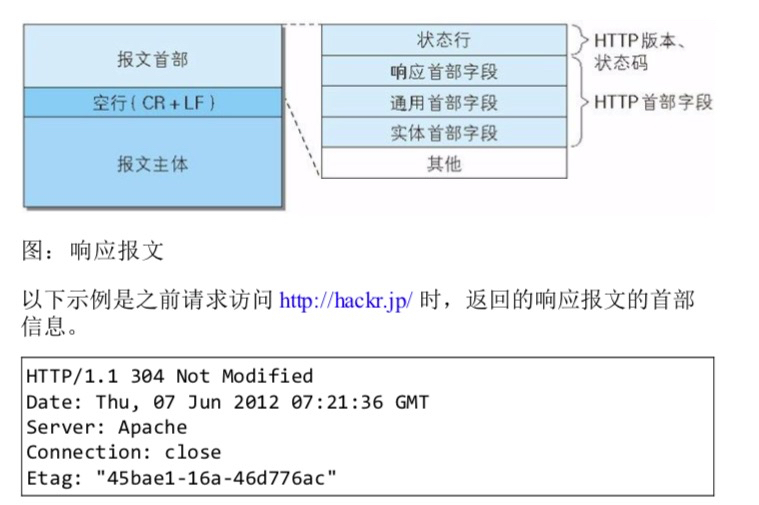 报文首部
空行(CR+LF)
报文主体
状态行
响应首部字段
通用首部字段
实体首部字段
其他
HTTP版本、
状态码
HTTP首部字段
图：响应报文
以下示例是之前请求访问 http://hackr.jp/ 时，返回的响应报文的首部
信息。
HTTP/1.1 304 Not Modified
Date: Thu, 07 Jun 2012 07:21:36 GMT
Server: Apache
Connection: close
Etag: "45bae1-16a-46d776ac"